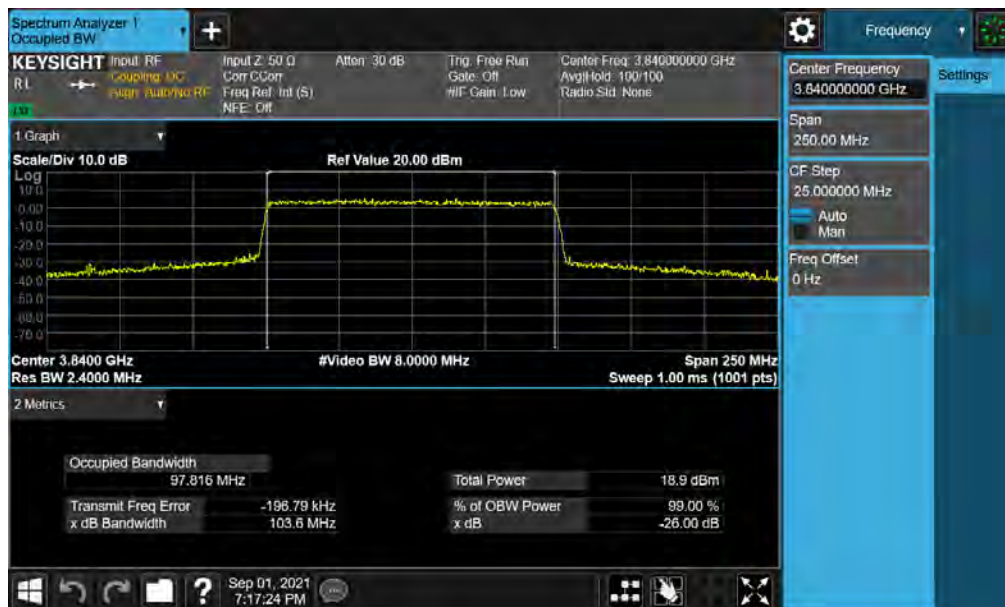 Spectrum Analyzer 1
Occupied BW
Frequency
KEYSIGHT Input: RF Input Z: 50 Ω Atten: 30 dB Trig: Free Run Center Freq: 3.840000000 GHz
RL Coupling: DC Corr CCorr Gate: Off Avg|Hold: 100/100
Align: Auto/No RF Freq Ref: Int (S) #IF Gain: Low Radio Std: None
NFE: Off
1 Graph
Scale/Div 10.0 dB Ref Value 20.00 dBm
Log
10.0
0.00
-10.0
-20.0
-30.0
-40.0
-50.0
-60.0
-70.0
Center 3.8400 GHz #Video BW 8.0000 MHz Span 250 MHz
Res BW 2.4000 MHz Sweep 1.00 ms (1001 pts)
2 Metrics
Occupied Bandwidth
97.816 MHz Total Power 18.9 dBm
Transmit Freq Error -196.79 kHz % of OBW Power 99.00 %
x dB Bandwidth 103.6 MHz x dB -26.00 dB
Center Frequency
3.840000000 GHz
Settings
Span
250.00 MHz
CF Step
25.000000 MHz
Auto
Man
Freq Offset
0 Hz
Sep 01, 2021
7:17:24 PM